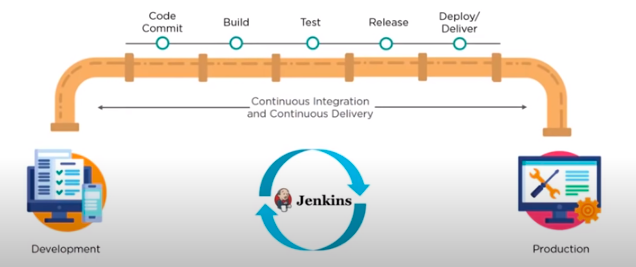 Code
Commit
Build
Test
Release
Deploy/
Deliver
Continuous Integration
and Continuous Delivery
Jenkins
Development
Production